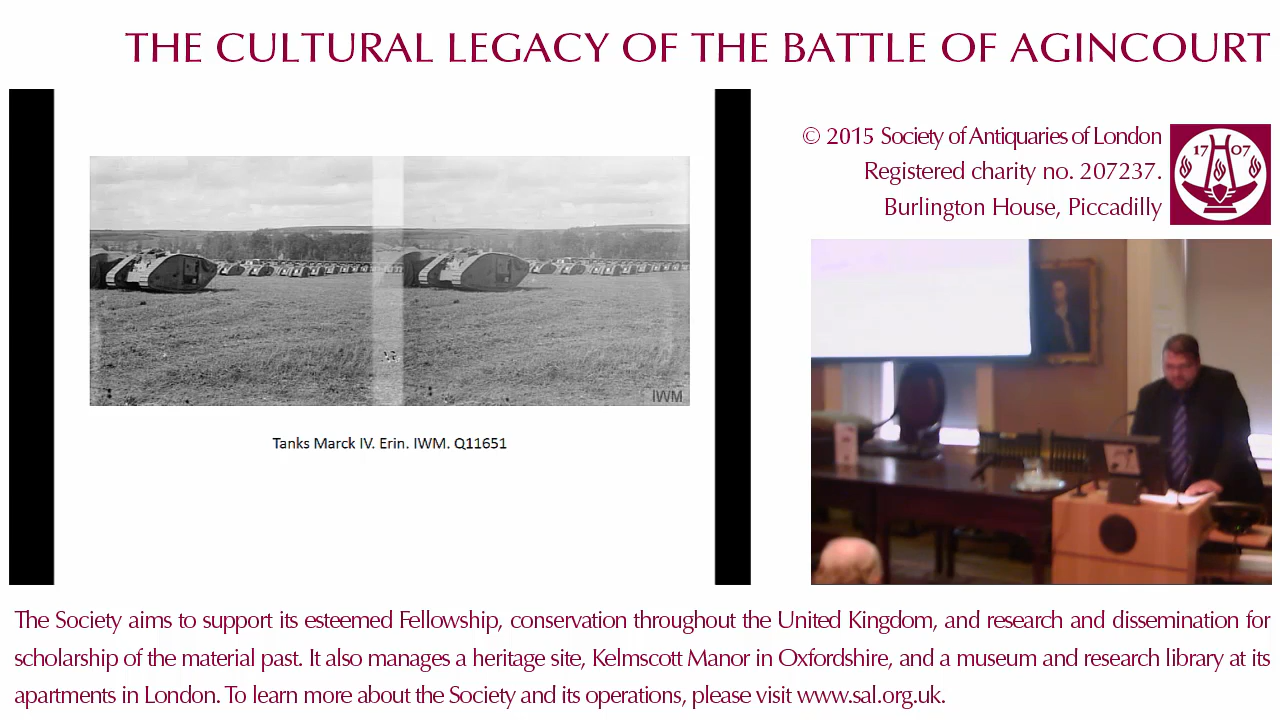 THE CULTURAL LEGACY OF THE BATTLE OF AGINCOURT
© 2015 Society of Antiquaries of London
Registered charity no. 207237.
Burlington House, Piccadilly
17 07
IWM
Tanks Marck IV. Erin. IWM. Q11651
The Society aims to support its esteemed Fellowship, conservation throughout the United Kingdom, and research and dissemination for
scholarship of the material past. It also manages a heritage site, Kelmscott Manor in Oxfordshire, and a museum and research library at its
apartments in London. To learn more about the Society and its operations, please visit www.sal.org.uk.